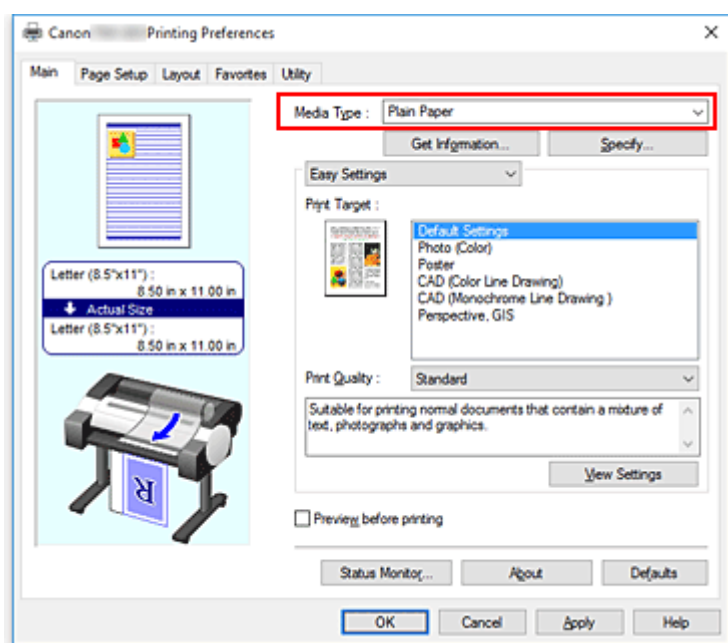 Canon Printing Preferences
Main Page Setup Layout Favorites Utility
Media Type : Plain Paper
Get Information... Specify...
Easy Settings
Print Target :
Default Settings
Photo (Color)
Poster
CAD (Color Line Drawing)
CAD (Monochrome Line Drawing )
Perspective, GIS
Letter (8.5"x11") :
8.50 in x 11.00 in
Actual Size
Letter (8.5"x11") :
8.50 in x 11.00 in
R
Print Quality : Standard
Suitable for printing normal documents that contain a mixture of
text, photographs and graphics.
View Settings
Preview before printing
Status Monitor... About Defaults
OK Cancel Apply Help